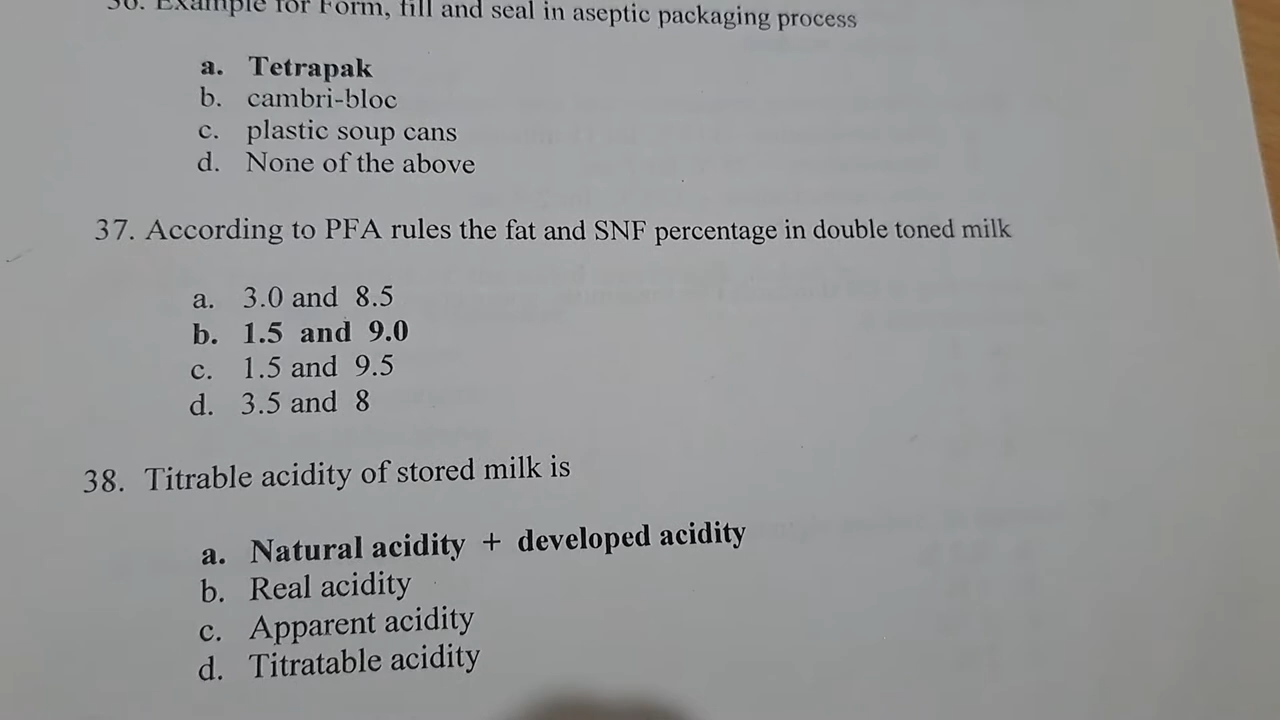 36. Example for Form, fill and seal in aseptic packaging process
a. Tetrapak
b. cambri-bloc
c. plastic soup cans
d. None of the above
37. According to PFA rules the fat and SNF percentage in double toned milk
a. 3.0 and 8.5
b. 1.5 and 9.0
c. 1.5 and 9.5
d. 3.5 and 8
38. Titrable acidity of stored milk is
a. Natural acidity + developed acidity
b. Real acidity
c. Apparent acidity
d. Titratable acidity